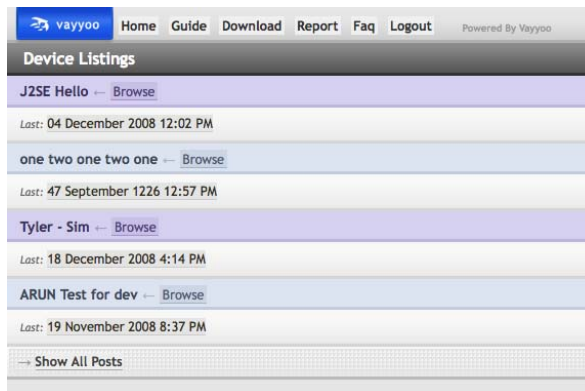 vayyoo Home Guide Download Report Faq Logout Powered By Vayyoo
Device Listings
J2SE Hello ← Browse
Last: 04 December 2008 12:02 PM
one two one two one ← Browse
Last: 47 September 1226 12:57 PM
Tyler - Sim ← Browse
Last: 18 December 2008 4:14 PM
ARUN Test for dev ← Browse
Last: 19 November 2008 8:37 PM
→ Show All Posts